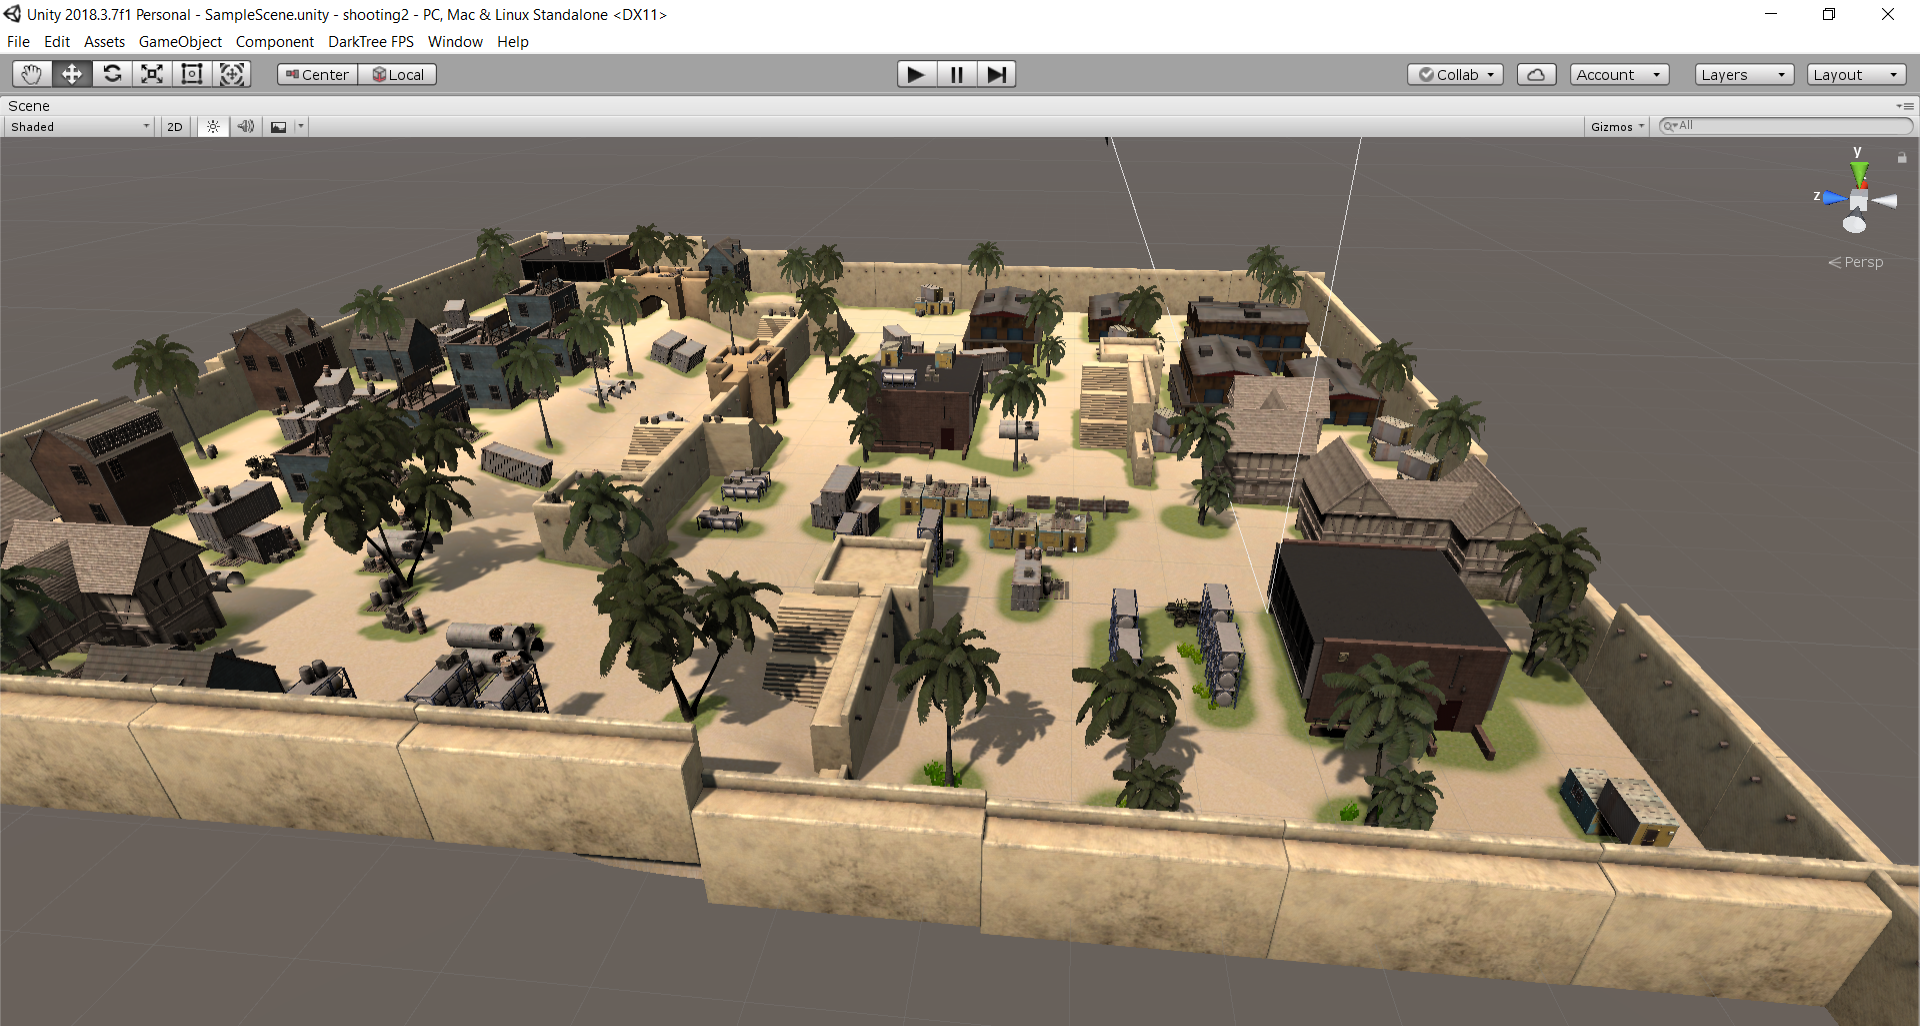 Unity 2018.3.7f1 Personal - SampleScene.unity - shooting2 - PC, Mac & Linux Standalone <DX11>
File Edit Assets GameObject Component DarkTree FPS Window Help
Center Local Collab Account Layers Layout
Scene
Shaded 2D Gizmos All
y
z
Persp